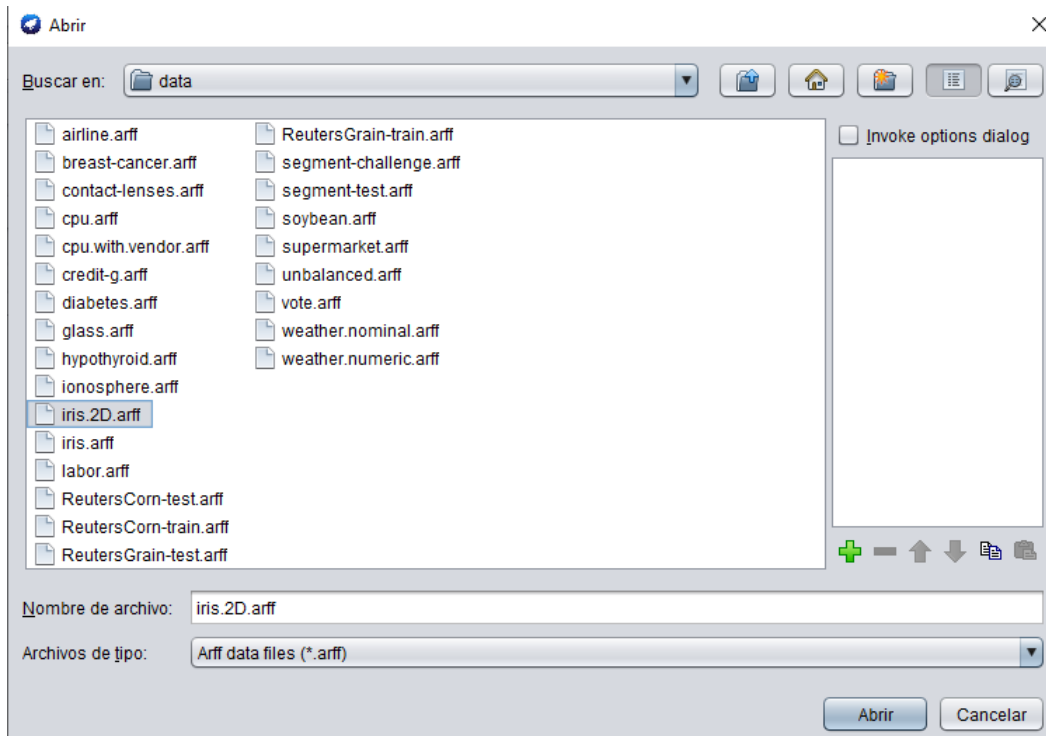 Abrir
Buscar en: data
airline.arff
breast-cancer.arff
contact-lenses.arff
cpu.arff
cpu.with.vendor.arff
credit-g.arff
diabetes.arff
glass.arff
hypothyroid.arff
ionosphere.arff
iris.2D.arff
iris.arff
labor.arff
ReutersCorn-test.arff
ReutersCorn-train.arff
ReutersGrain-test.arff
ReutersGrain-train.arff
segment-challenge.arff
segment-test.arff
soybean.arff
supermarket.arff
unbalanced.arff
vote.arff
weather.nominal.arff
weather.numeric.arff
Invoke options dialog
Nombre de archivo: iris.2D.arff
Archivos de tipo: Arff data files (*.arff)
Abrir Cancelar